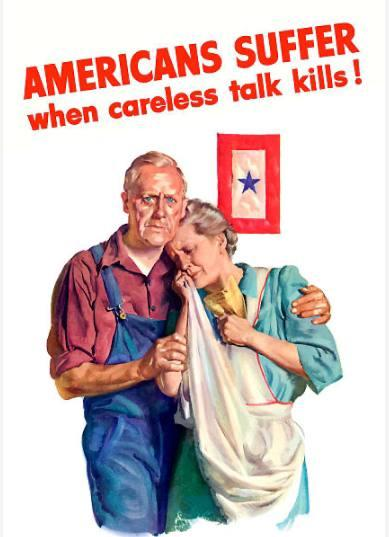 AMERICANS SUFFER
when careless talk kills!